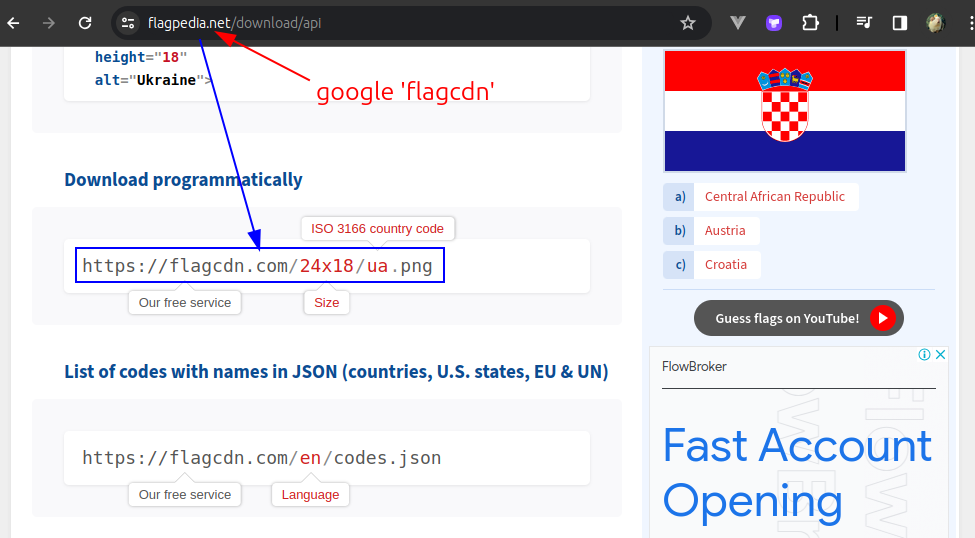 flagpedia.net/download/api
google 'flagcdn'
height="18"
alt="Ukraine">
Download programmatically
ISO 3166 country code
https://flagcdn.com/24x18/ua.png
Our free service
Size
List of codes with names in JSON (countries, U.S. states, EU & UN)
https://flagcdn.com/en/codes.json
Our free service
Language
a) Central African Republic
b) Austria
c) Croatia
Guess flags on YouTube!
FlowBroker
Fast Account
Opening